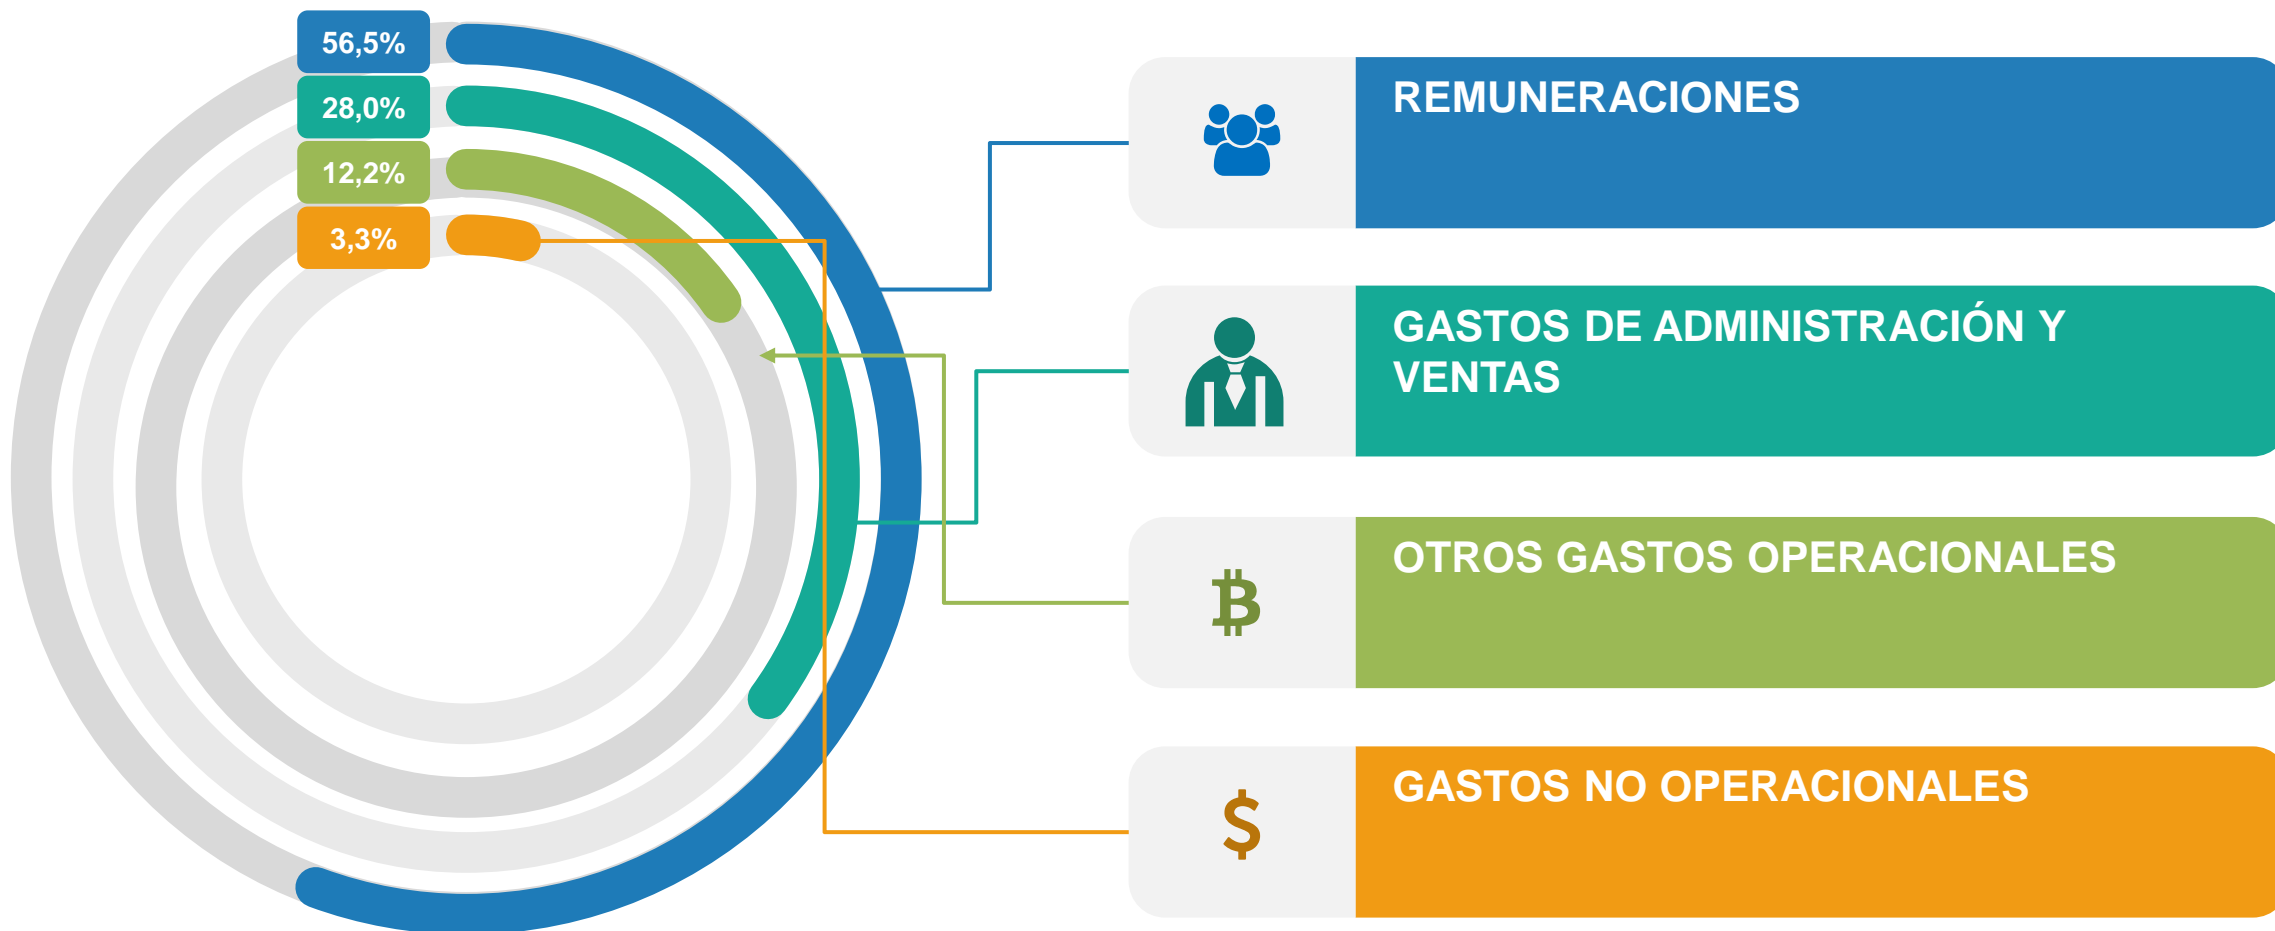 56,5%
28,0%
12,2%
3,3%
REMUNERACIONES
GASTOS DE ADMINISTRACIÓN Y
VENTAS
OTROS GASTOS OPERACIONALES
GASTOS NO OPERACIONALES